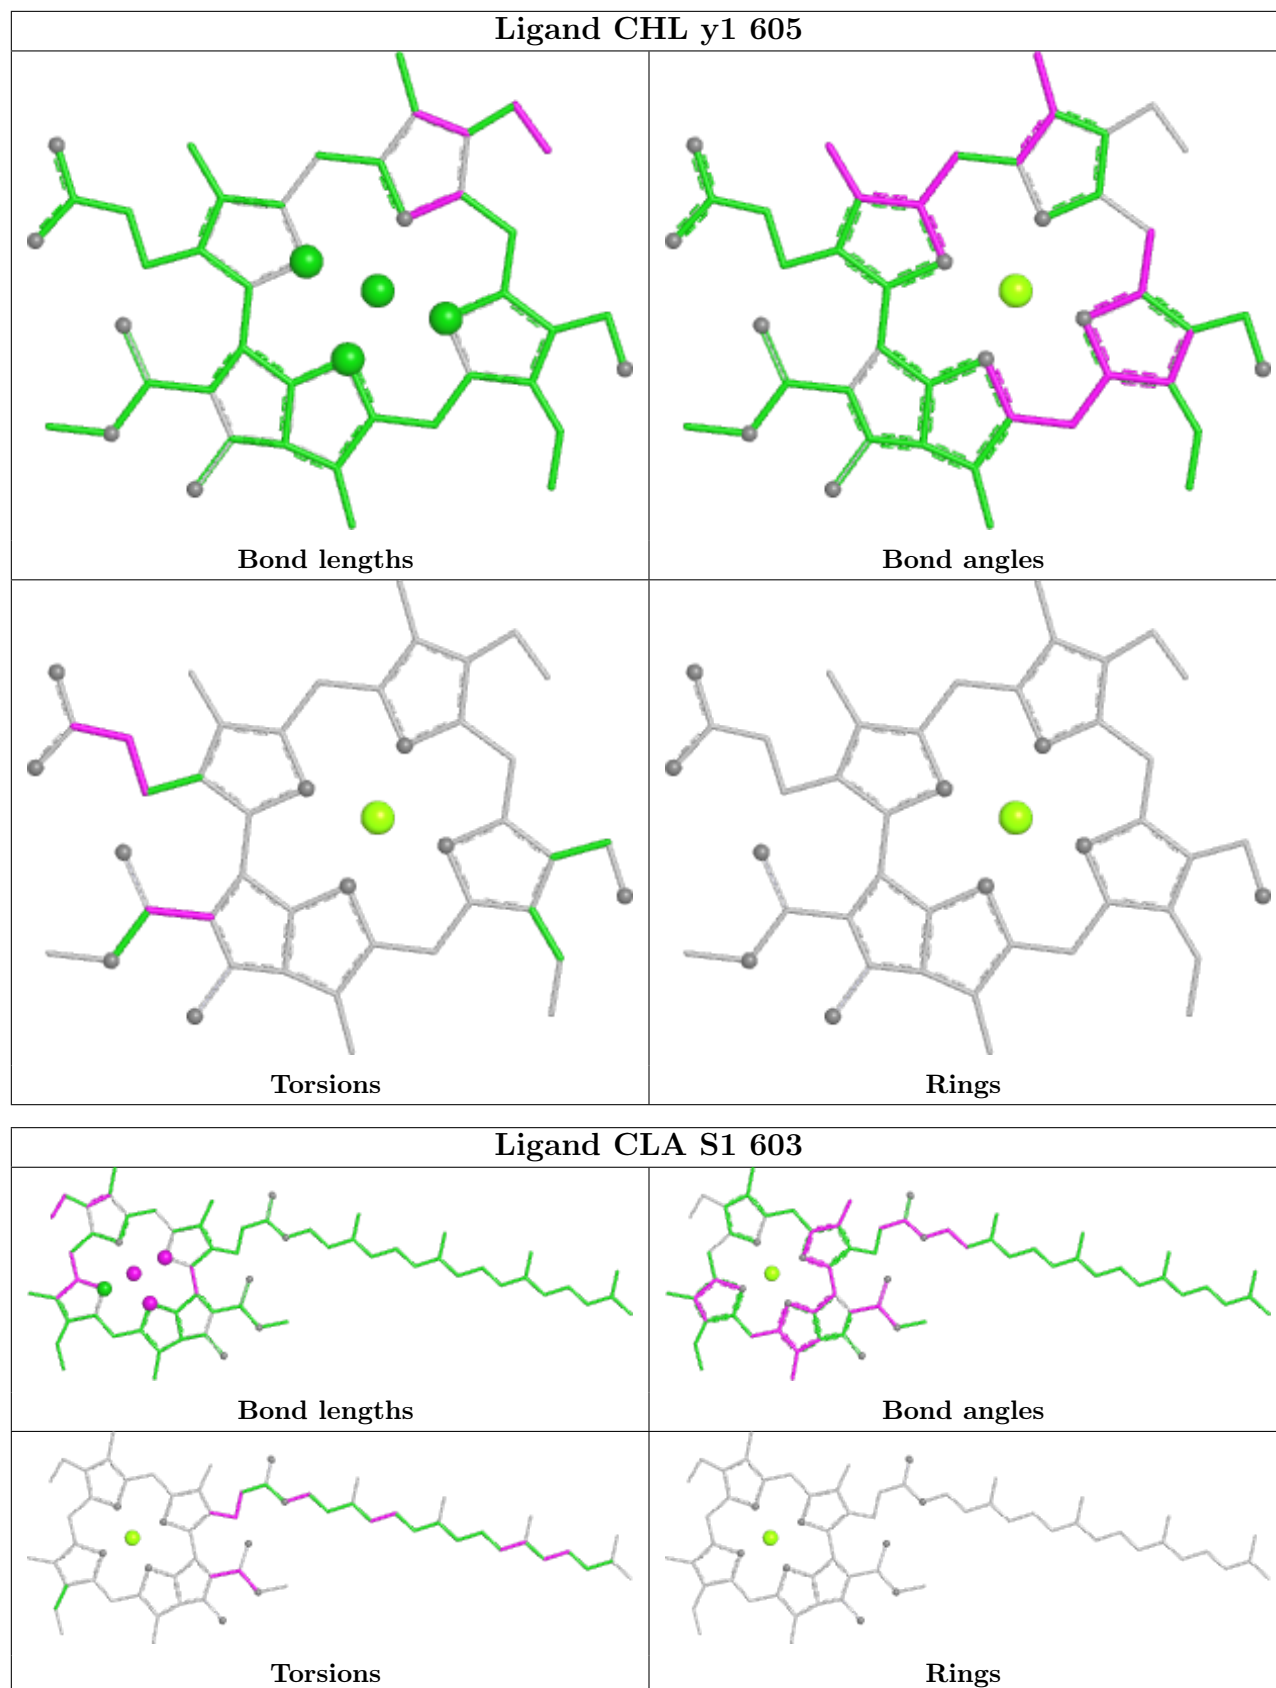 Ligand CHL y1 605
Bond lengths
Bond angles
Torsions
Rings
Ligand CLA S1 603
Bond lengths
Bond angles
Torsions
Rings